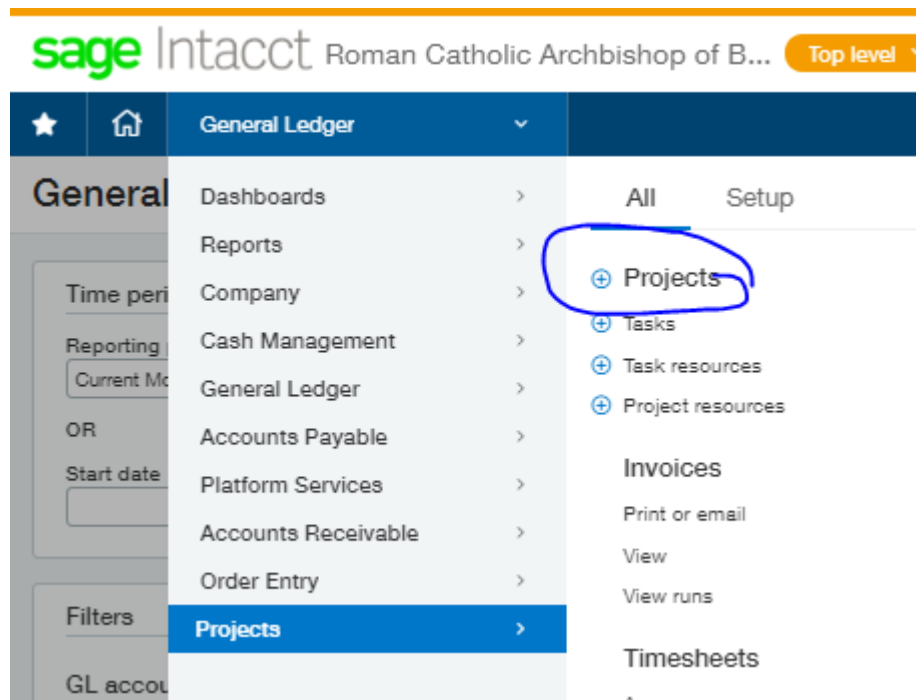 sage Intacct Roman Catholic Archbishop of B... Top level
General Ledger
General
Dashboards
Reports
Company
Cash Management
General Ledger
Accounts Payable
Platform Services
Accounts Receivable
Order Entry
Projects
All Setup
Projects
Tasks
Task resources
Project resources
Invoices
Print or email
View
View runs
Timesheets
Time peri
Reporting
Current Mo
OR
Start date
Filters
GL accou